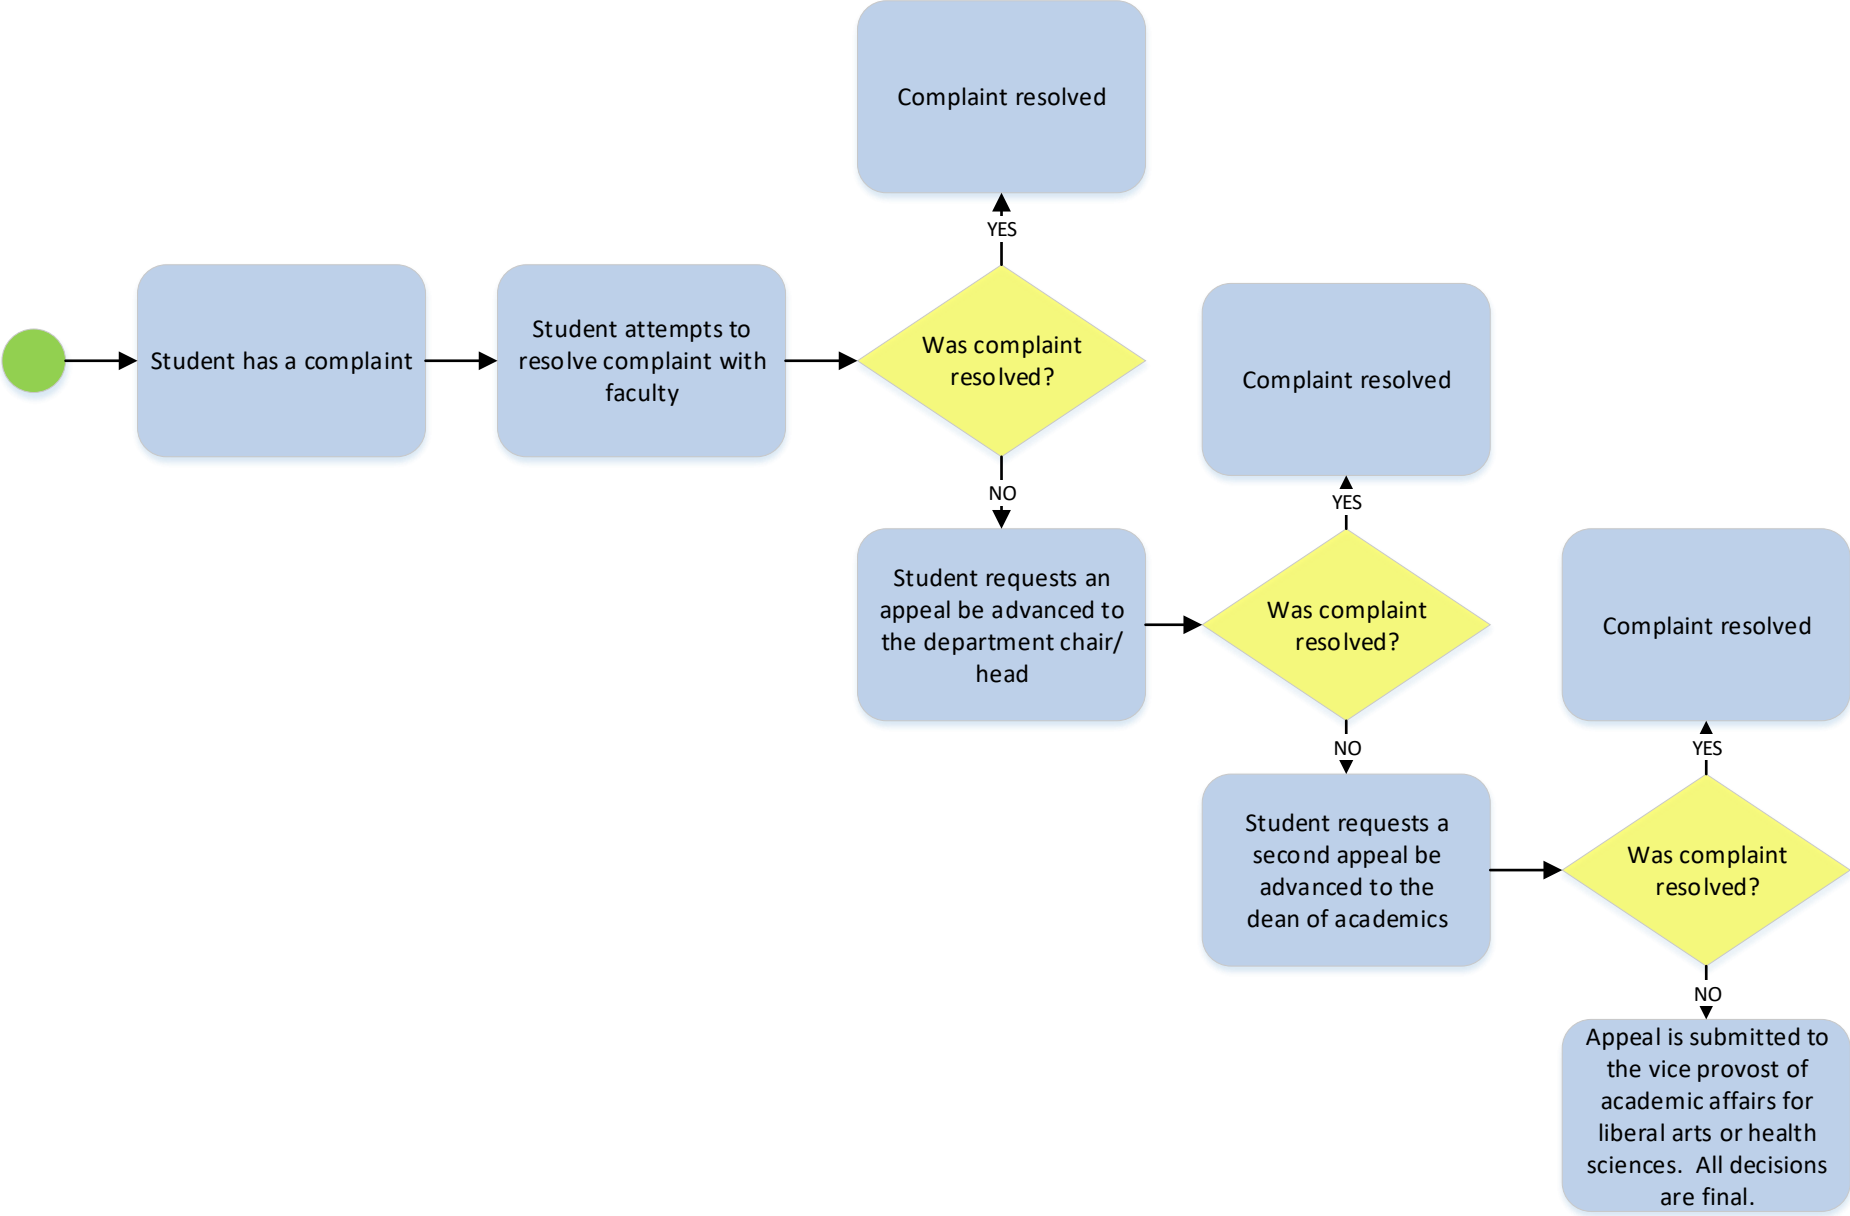 Complaint resolved
YES
Student has a complaint
Student attempts to
resolve complaint with
faculty
Was complaint
resolved?
NO
Complaint resolved
YES
Student requests an
appeal be advanced to
the department chair/
head
Was complaint
resolved?
NO
Complaint resolved
YES
Student requests a
second appeal be
advanced to the
dean of academics
Was complaint
resolved?
NO
Appeal is submitted to
the vice provost of
academic affairs for
liberal arts or health
sciences.  All decisions
are final.